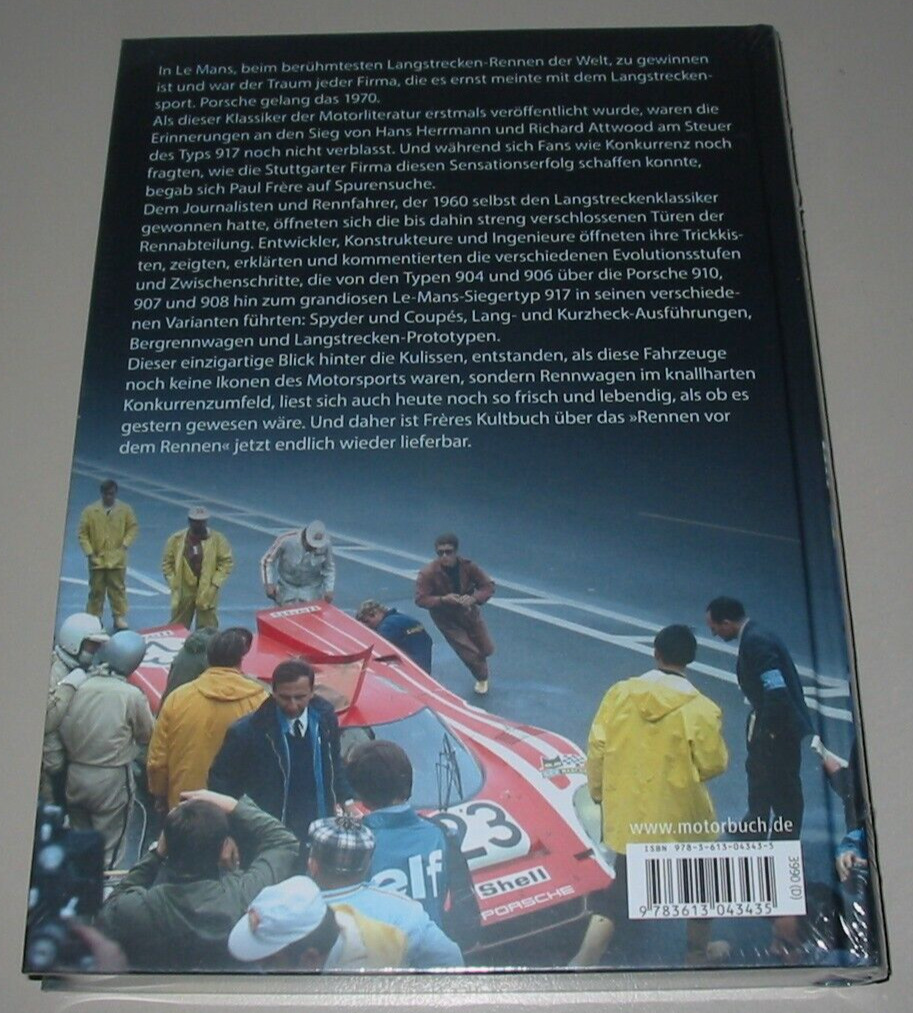 In Le Mans, beim berühmtesten Langstrecken-Rennen der Welt, zu gewinnen
ist und war der Traum jeder Firma, die es ernst meinte mit dem Langstrecken-
sport. Porsche gelang das 1970.
Als dieser Klassiker der Motorliteratur erstmals veröffentlicht wurde, waren die
Erinnerungen an den Sieg von Hans Herrmann und Richard Attwood am Steuer
des Typs 917 noch nicht verblasst. Und während sich Fans wie Konkurrenz noch
fragten, wie die Stuttgarter Firma diesen Sensationserfolg schaffen konnte,
begab sich Paul Frère auf Spurensuche.
Dem Journalisten und Rennfahrer, der 1960 selbst den Langstreckenklassiker
gewonnen hatte, öffneten sich die bis dahin streng verschlossenen Türen der
Rennabteilung. Entwickler, Konstrukteure und Ingenieure öffneten ihre Trickkis-
ten, zeigten, erklärten und kommentierten die verschiedenen Evolutionsstufen
und Zwischenschritte, die von den Typen 904 und 906 über die Porsche 910,
907 und 908 hin zum grandiosen Le-Mans-Siegertyp 917 in seinen verschiede-
nen Varianten führten: Spyder und Coupés, Lang- und Kurzheck-Ausführungen,
Bergrennwagen und Langstrecken-Prototypen.
Dieser einzigartige Blick hinter die Kulissen, entstanden, als diese Fahrzeuge
noch keine Ikonen des Motorsports waren, sondern Rennwagen im knallharten
Konkurrenzumfeld, liest sich auch heute noch so frisch und lebendig, als ob es
gestern gewesen wäre. Und daher ist Frères Kultbuch über das »Rennen vor
dem Rennen« jetzt endlich wieder lieferbar.
23
23
elf
Shell
PORSCHE
www.motorbuch.de
ISBN 978-3-613-04343-5
9 783613 043435
3990 (D)